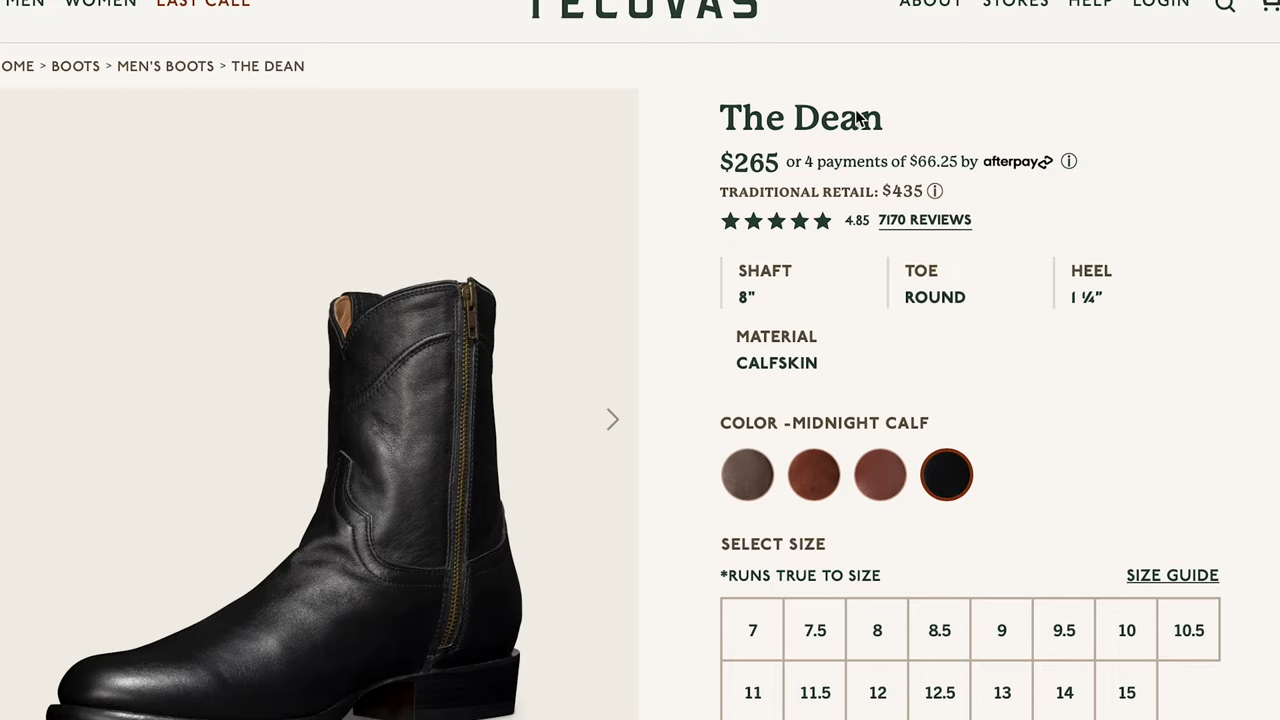 MEN WOMEN LAST CALL TECOVAS ABOUT STORES HELP LOGIN
OME > BOOTS > MEN'S BOOTS > THE DEAN
The Dean
$265 or 4 payments of $66.25 by afterpay
TRADITIONAL RETAIL: $435
4.85 7170 REVIEWS
SHAFT TOE HEEL
8" ROUND 1 ¼"
MATERIAL
CALFSKIN
COLOR -MIDNIGHT CALF
SELECT SIZE
*RUNS TRUE TO SIZE SIZE GUIDE
7 7.5 8 8.5 9 9.5 10 10.5
11 11.5 12 12.5 13 14 15